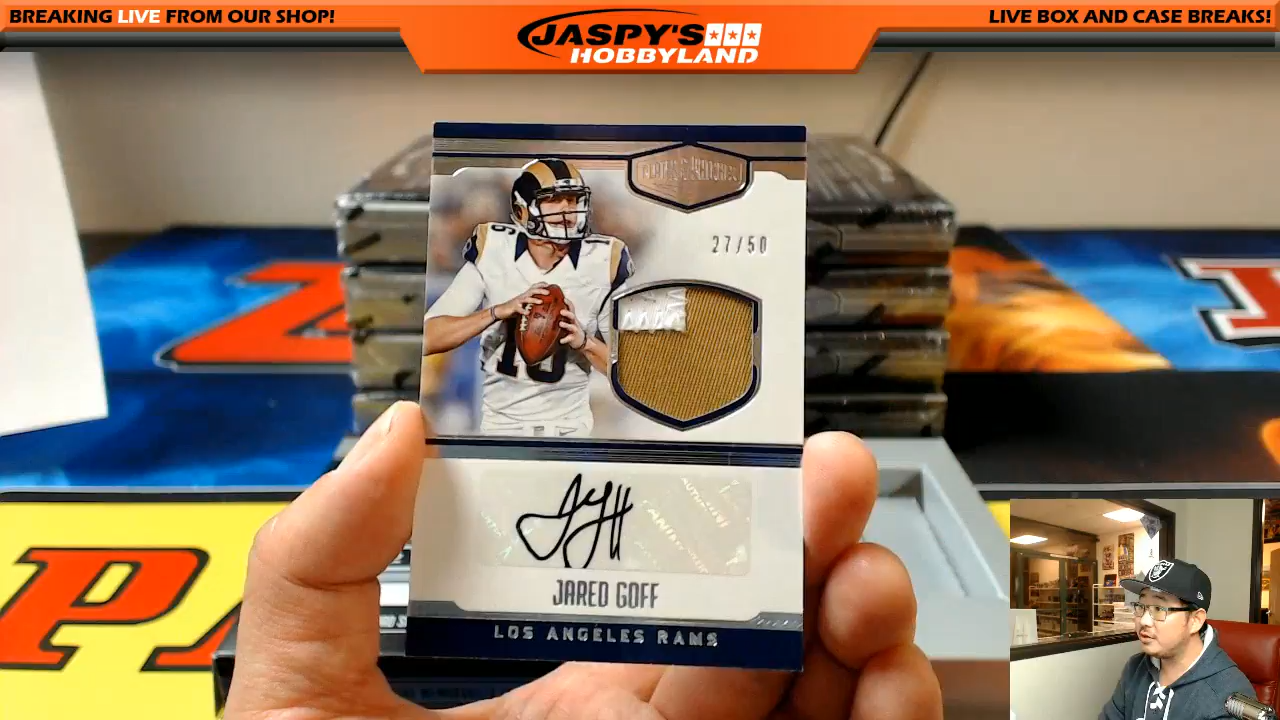 BREAKING LIVE FROM OUR SHOP!
JASPY'S
HOBBYLAND
LIVE BOX AND CASE BREAKS!
27/50
16
JARED GOFF
LOS ANGELES RAMS